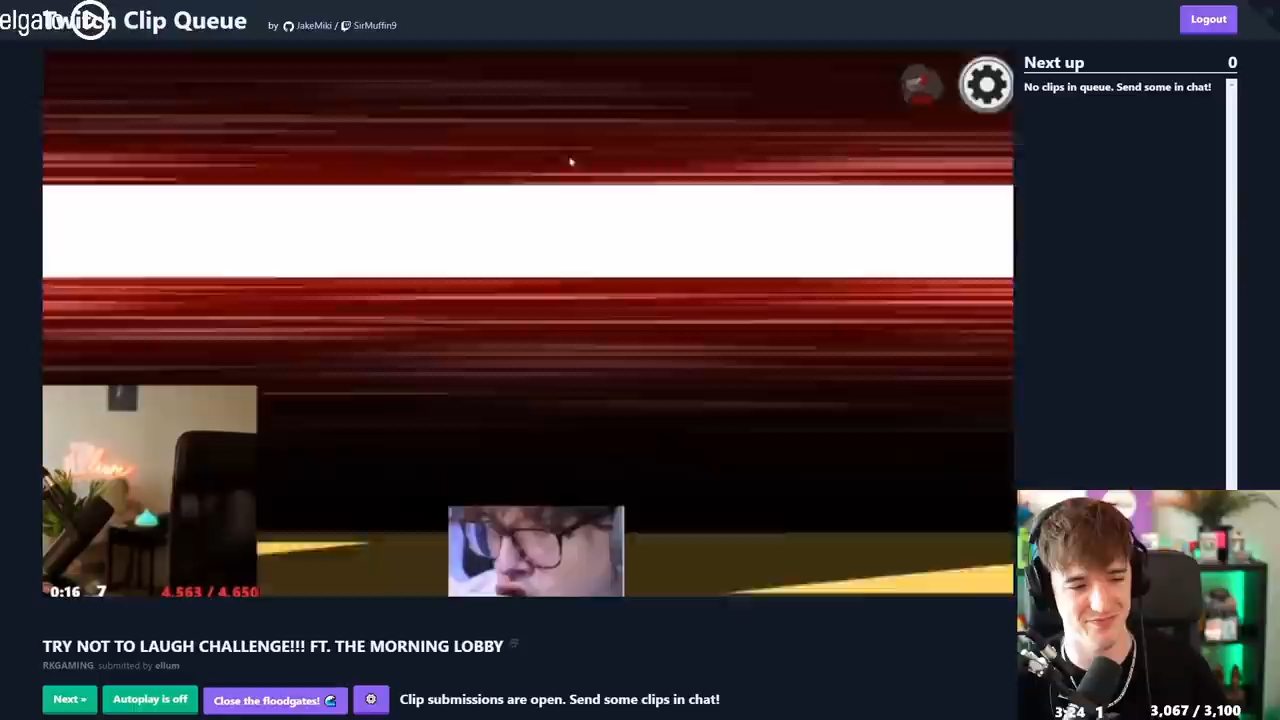 elgato
Twitch Clip Queue
by JakeMiki / SirMuffin9
Logout
Next up 0
No clips in queue. Send some in chat!
0:16 7 4,563 / 4,650
TRY NOT TO LAUGH CHALLENGE!!! FT. THE MORNING LOBBY
RKGAMING submitted by ellum
Next »
Autoplay is off
Close the floodgates!
Clip submissions are open. Send some clips in chat!
3:24 1 3,067 / 3,100